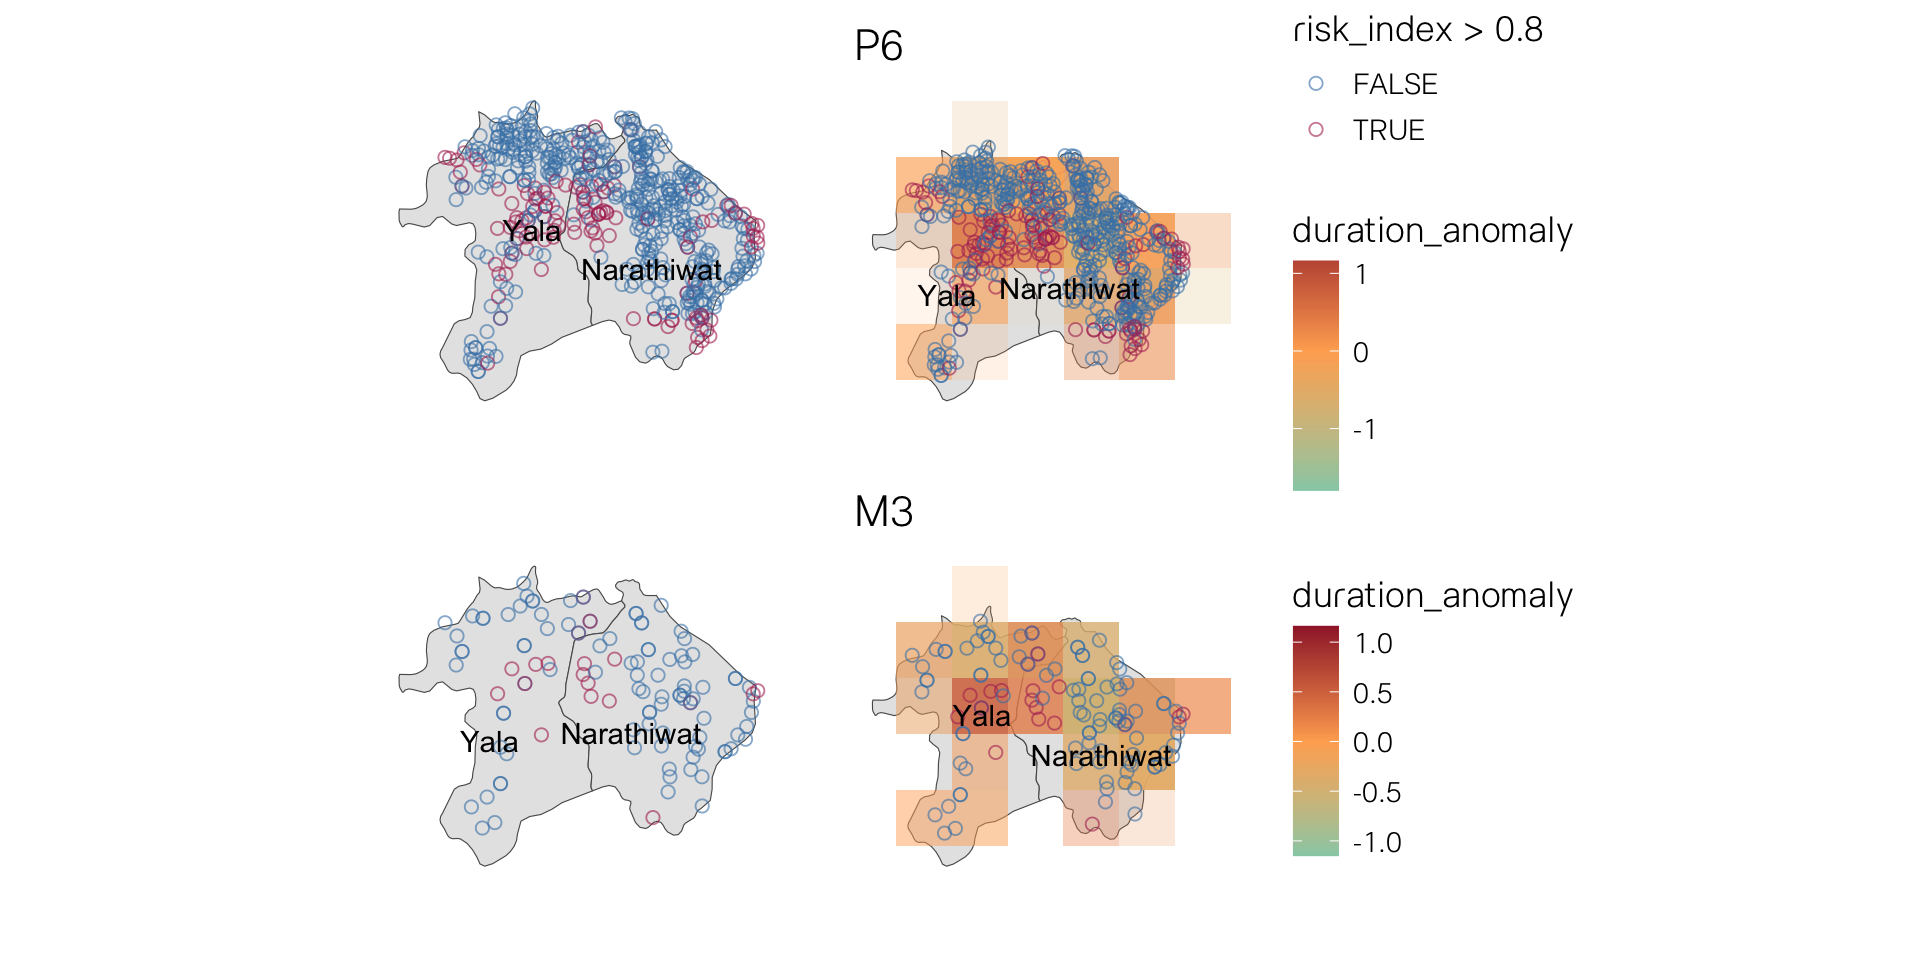 P6
Yala
Narathiwat
Yala
Narathiwat
risk_index > 0.8
FALSE
TRUE
duration_anomaly
1
0
-1
M3
Yala
Narathiwat
Yala
Narathiwat
duration_anomaly
1.0
0.5
0.0
-0.5
-1.0